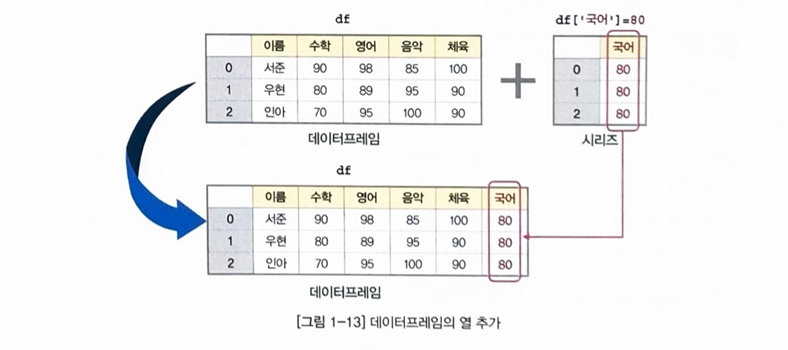 df
df['국어']=80
이름 수학 영어 음악 체육
0 서준 90 98 85 100
1 우현 80 89 95 90
2 인아 70 95 100 90
데이터프레임
+
국어
0 80
1 80
2 80
시리즈
df
이름 수학 영어 음악 체육 국어
0 서준 90 98 85 100 80
1 우현 80 89 95 90 80
2 인아 70 95 100 90 80
데이터프레임
[그림 1-13] 데이터프레임의 열 추가